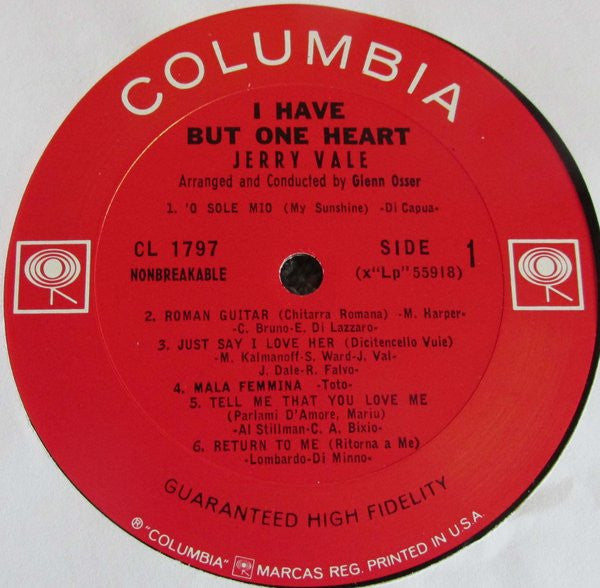 COLUMBIA
I HAVE
BUT ONE HEART
JERRY VALE
Arranged and Conducted by Glenn Osser
1. 'O SOLE MIO (My Sunshine) -Di Capua-
CL 1797
NONBREAKABLE
SIDE 1
(x"Lp" 55918)
2. ROMAN GUITAR (Chitarra Romana) -M. Harper-
-C. Bruno-E. Di Lazzaro-
3. JUST SAY I LOVE HER (Dicitencello Vuie)
-M. Kalmanoff-S. Ward-J. Val-
J. Dale-R. Falvo-
4. MALA FEMMINA -Toto-
5. TELL ME THAT YOU LOVE ME
(Parlami D'Amore, Mariu)
-Al Stillman-C. A. Bixio-
6. RETURN TO ME (Ritorna a Me)
-Lombardo-Di Minno-
GUARANTEED HIGH FIDELITY
® "COLUMBIA" MARCAS REG. PRINTED IN U.S.A.